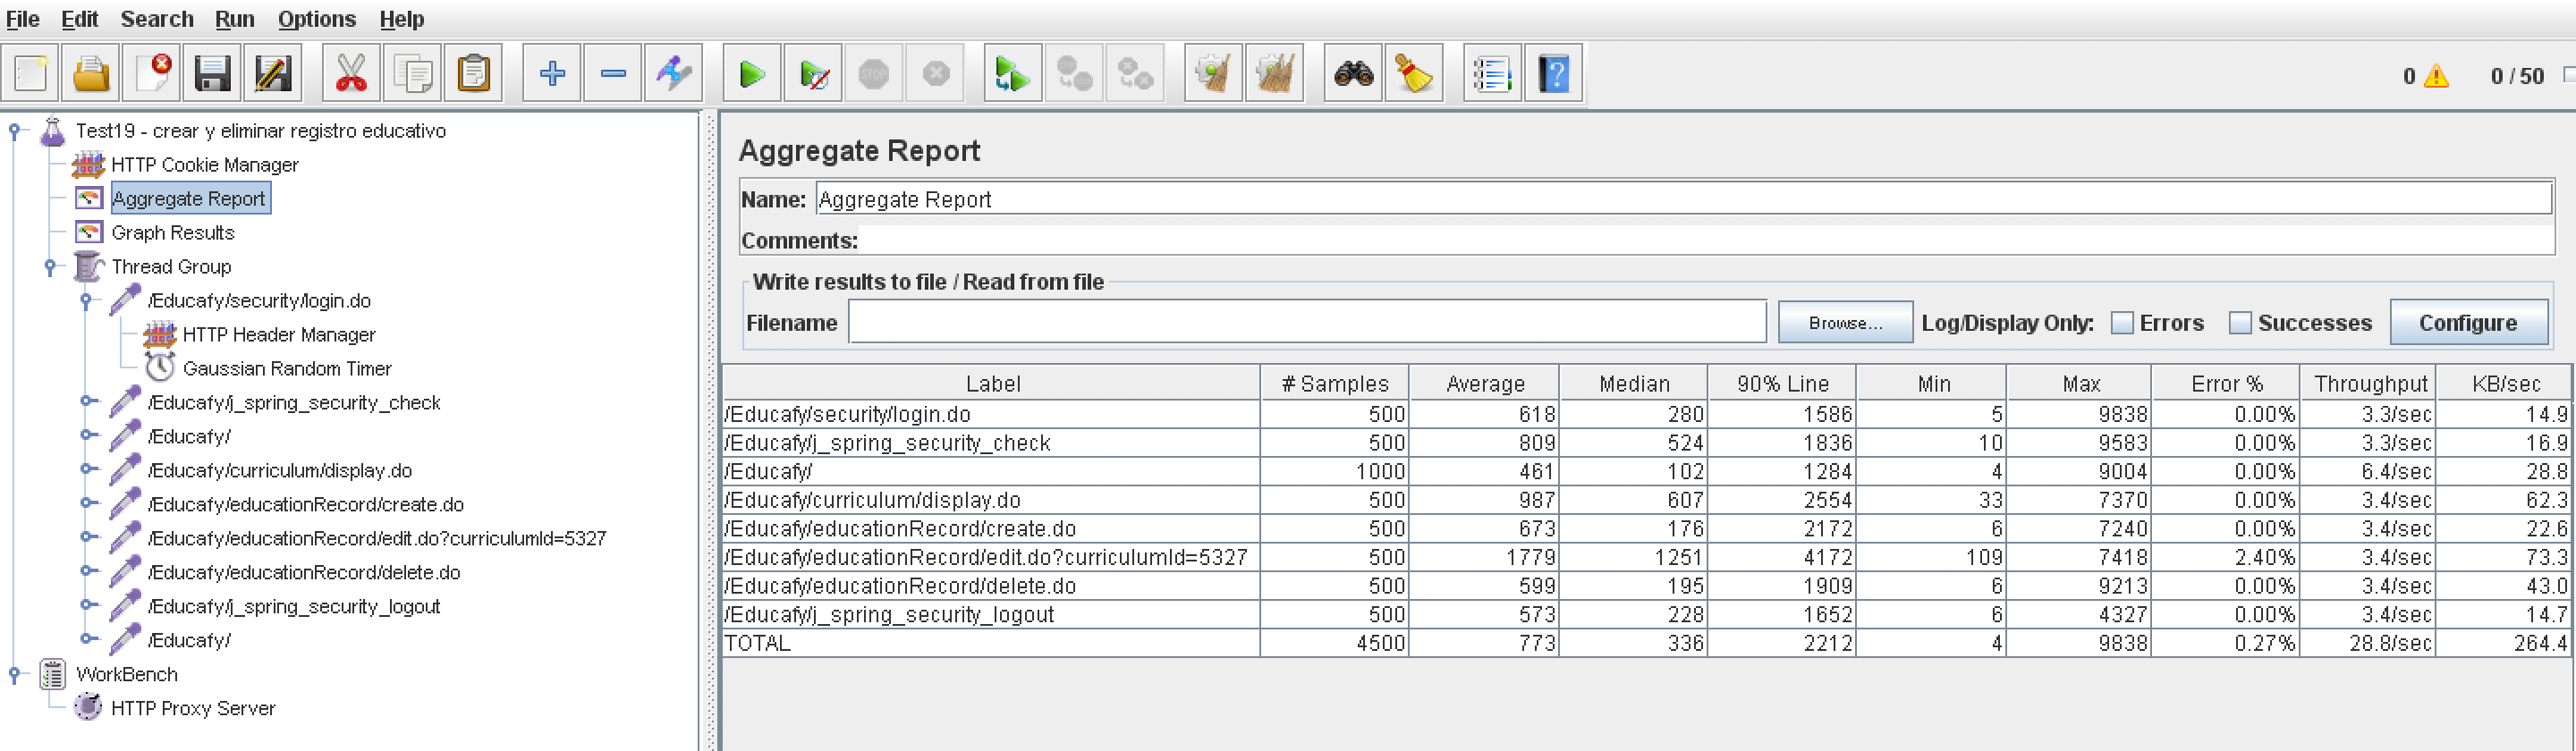 File Edit Search Run Options Help
STOP
0 0 / 50
Test19 - crear y eliminar registro educativo
HTTP Cookie Manager
Aggregate Report
Graph Results
Thread Group
/Educafy/security/login.do
HTTP Header Manager
Gaussian Random Timer
/Educafy/j_spring_security_check
/Educafy/
/Educafy/curriculum/display.do
/Educafy/educationRecord/create.do
/Educafy/educationRecord/edit.do?curriculumId=5327
/Educafy/educationRecord/delete.do
/Educafy/j_spring_security_logout
/Educafy/
WorkBench
HTTP Proxy Server
Aggregate Report
Name: Aggregate Report
Comments:
Write results to file / Read from file
Filename Browse... Log/Display Only: Errors Successes Configure
Label # Samples Average Median 90% Line Min Max Error % Throughput KB/sec
/Educafy/security/login.do 500 618 280 1586 5 9838 0.00% 3.3/sec 14.9
/Educafy/j_spring_security_check 500 809 524 1836 10 9583 0.00% 3.3/sec 16.9
/Educafy/ 1000 461 102 1284 4 9004 0.00% 6.4/sec 28.8
/Educafy/curriculum/display.do 500 987 607 2554 33 7370 0.00% 3.4/sec 62.3
/Educafy/educationRecord/create.do 500 673 176 2172 6 7240 0.00% 3.4/sec 22.6
/Educafy/educationRecord/edit.do?curriculumId=5327 500 1779 1251 4172 109 7418 2.40% 3.4/sec 73.3
/Educafy/educationRecord/delete.do 500 599 195 1909 6 9213 0.00% 3.4/sec 43.0
/Educafy/j_spring_security_logout 500 573 228 1652 6 4327 0.00% 3.4/sec 14.7
TOTAL 4500 773 336 2212 4 9838 0.27% 28.8/sec 264.4